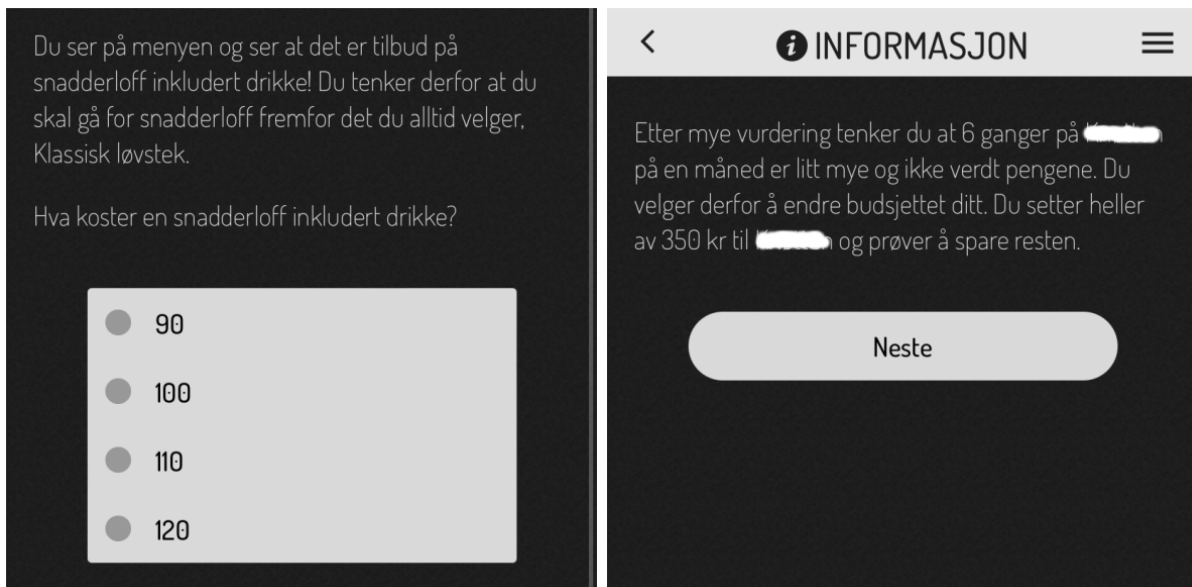 Du ser på menyen og ser at det er tilbud på
snadderloff inkludert drikke! Du tenker derfor at du
skal gå for snadderloff fremfor det du alltid velger,
Klassisk løvstek.
Hva koster en snadderloff inkludert drikke?
90
100
110
120
INFORMASJON
Etter mye vurdering tenker du at 6 ganger på
på en måned er litt mye og ikke verdt pengene. Du
velger derfor å endre budsjettet ditt. Du setter heller
av 350 kr til og prøver å spare resten.
Neste